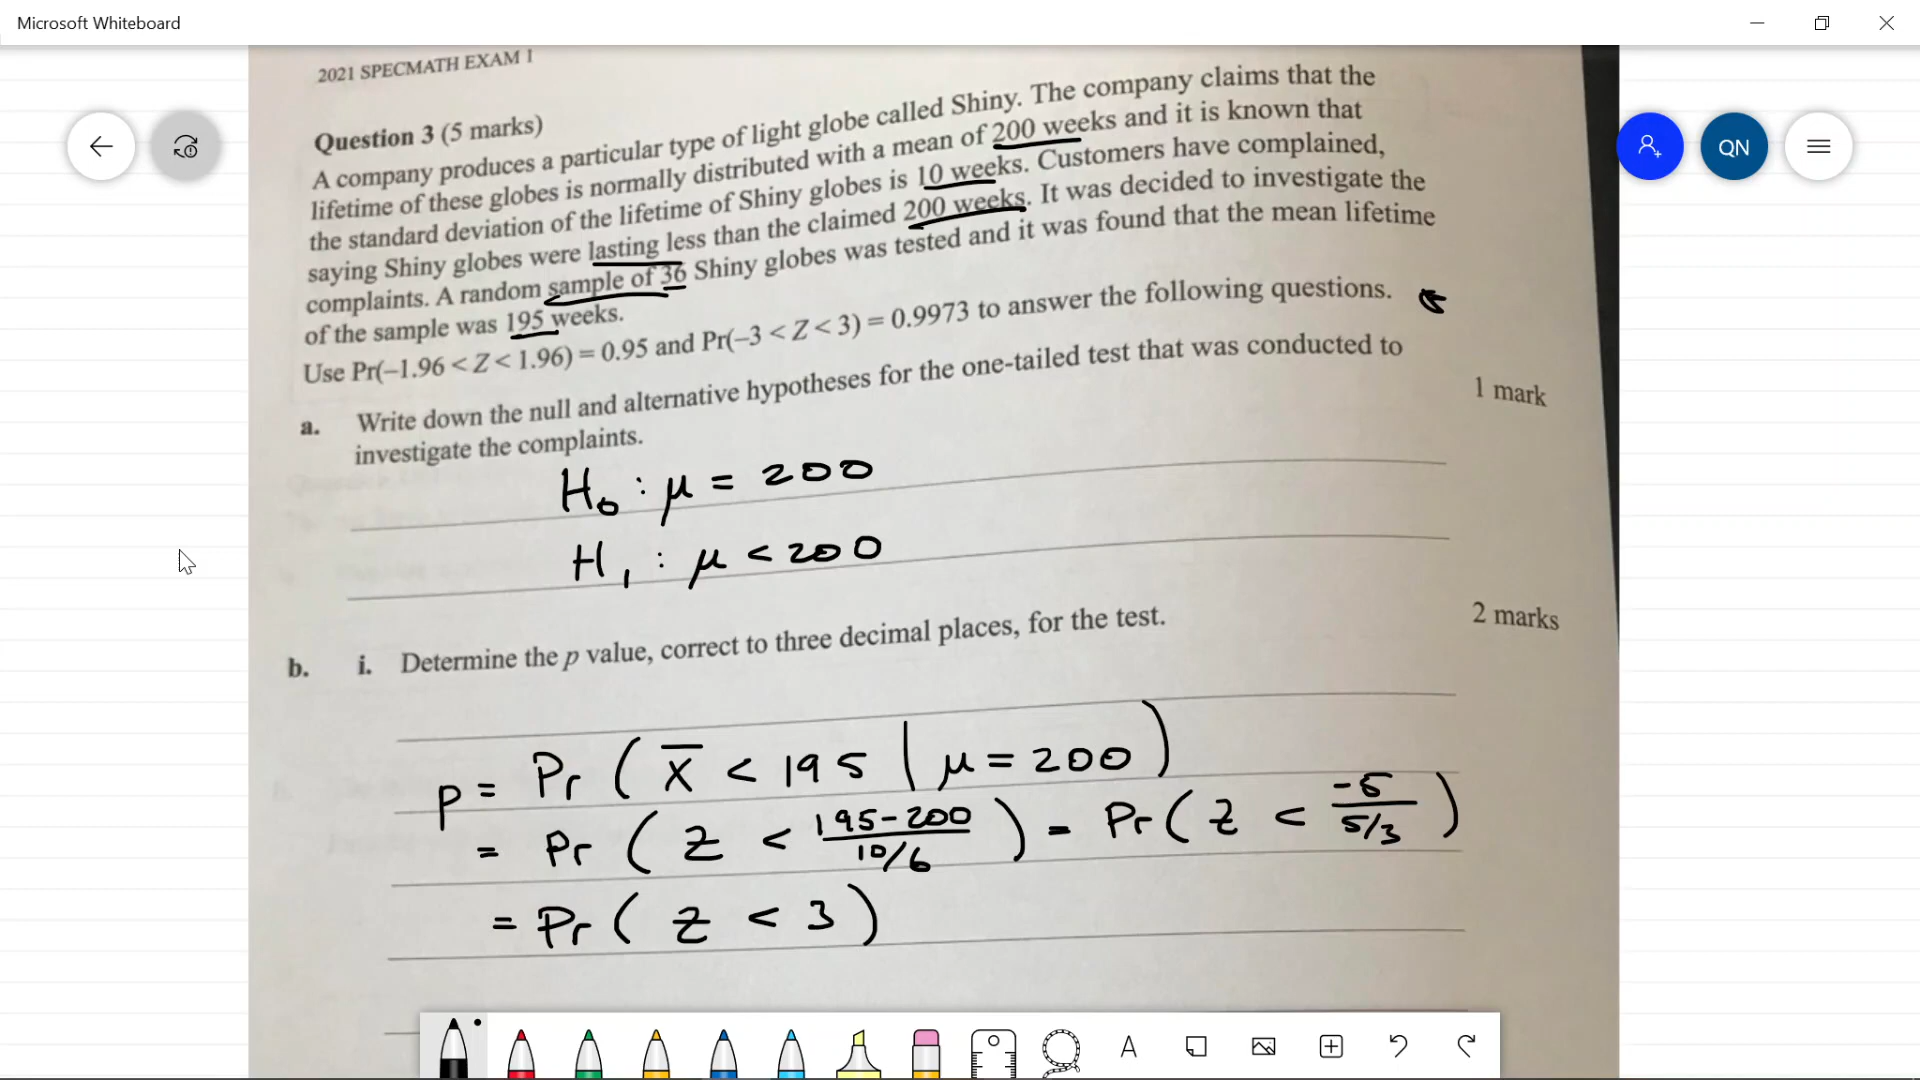 Microsoft Whiteboard
2021 SPECMATH EXAM 1
QN
Question 3 (5 marks)
A company produces a particular type of light globe called Shiny. The company claims that the
lifetime of these globes is normally distributed with a mean of 200 weeks and it is known that
the standard deviation of the lifetime of Shiny globes is 10 weeks. Customers have complained,
saying Shiny globes were lasting less than the claimed 200 weeks. It was decided to investigate the
complaints. A random sample of 36 Shiny globes was tested and it was found that the mean lifetime
of the sample was 195 weeks.
Use Pr(–1.96 < Z < 1.96) = 0.95 and Pr(–3 < Z < 3) = 0.9973 to answer the following questions.
a. Write down the null and alternative hypotheses for the one-tailed test that was conducted to
investigate the complaints. 1 mark
H₀ : μ = 200
H₁ : μ < 200
b. i. Determine the p value, correct to three decimal places, for the test. 2 marks
p = Pr ( X̄ < 195 | μ = 200 )
= Pr ( Z < (195 - 200)/(10/6) ) = Pr ( Z < -5/(5/3) )
= Pr ( Z < 3 )
A